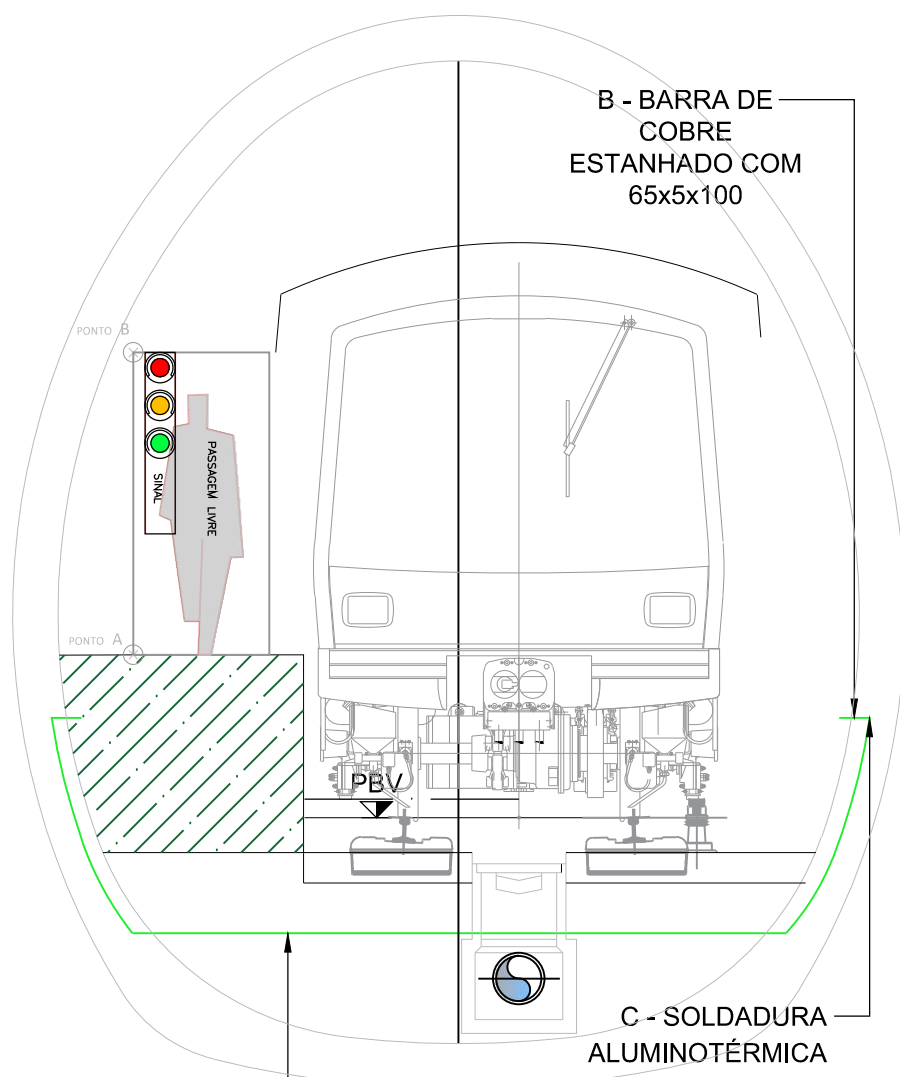 B - BARRA DE
COBRE
ESTANHADO COM
65x5x100
PONTO B
SINAL
PASSAGEM LIVRE
PONTO A
PBV
C - SOLDADURA
ALUMINOTÉRMICA